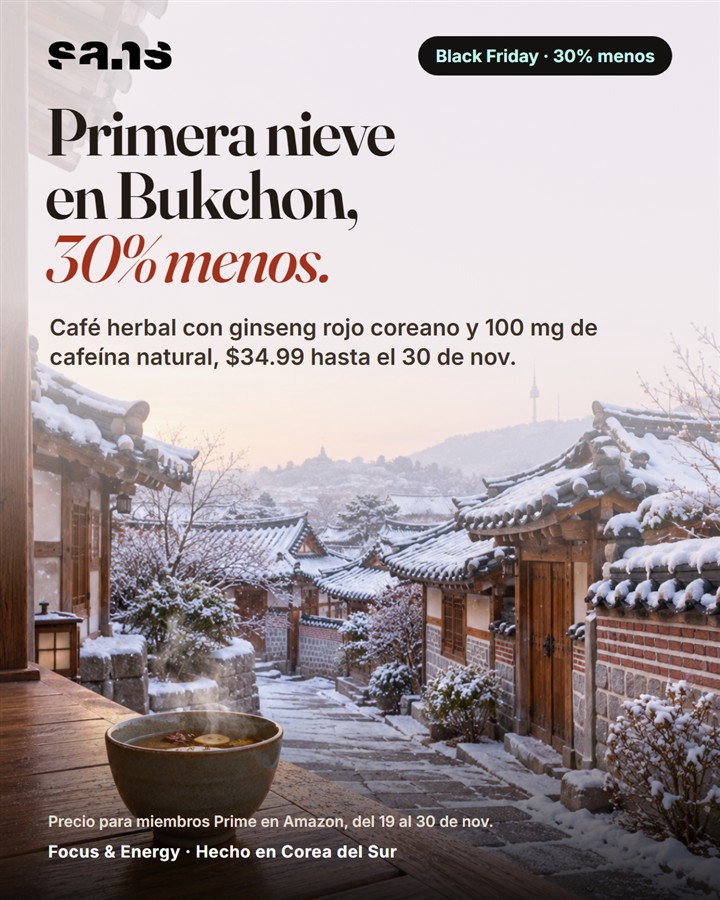 sans
Black Friday · 30% menos
Primera nieve
en Bukchon,
30% menos.
Café herbal con ginseng rojo coreano y 100 mg de
cafeína natural, $34.99 hasta el 30 de nov.
Precio para miembros Prime en Amazon, del 19 al 30 de nov.
Focus & Energy · Hecho en Corea del Sur